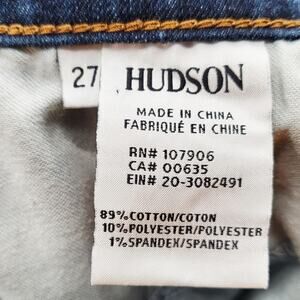 27
HUDSON
MADE IN CHINA
FABRIQUÉ EN CHINE
RN# 107906
CA# 00635
EIN# 20-3082491
89%COTTON/COTON
10%POLYESTER/POLYESTER
1%SPANDEX/SPANDEX